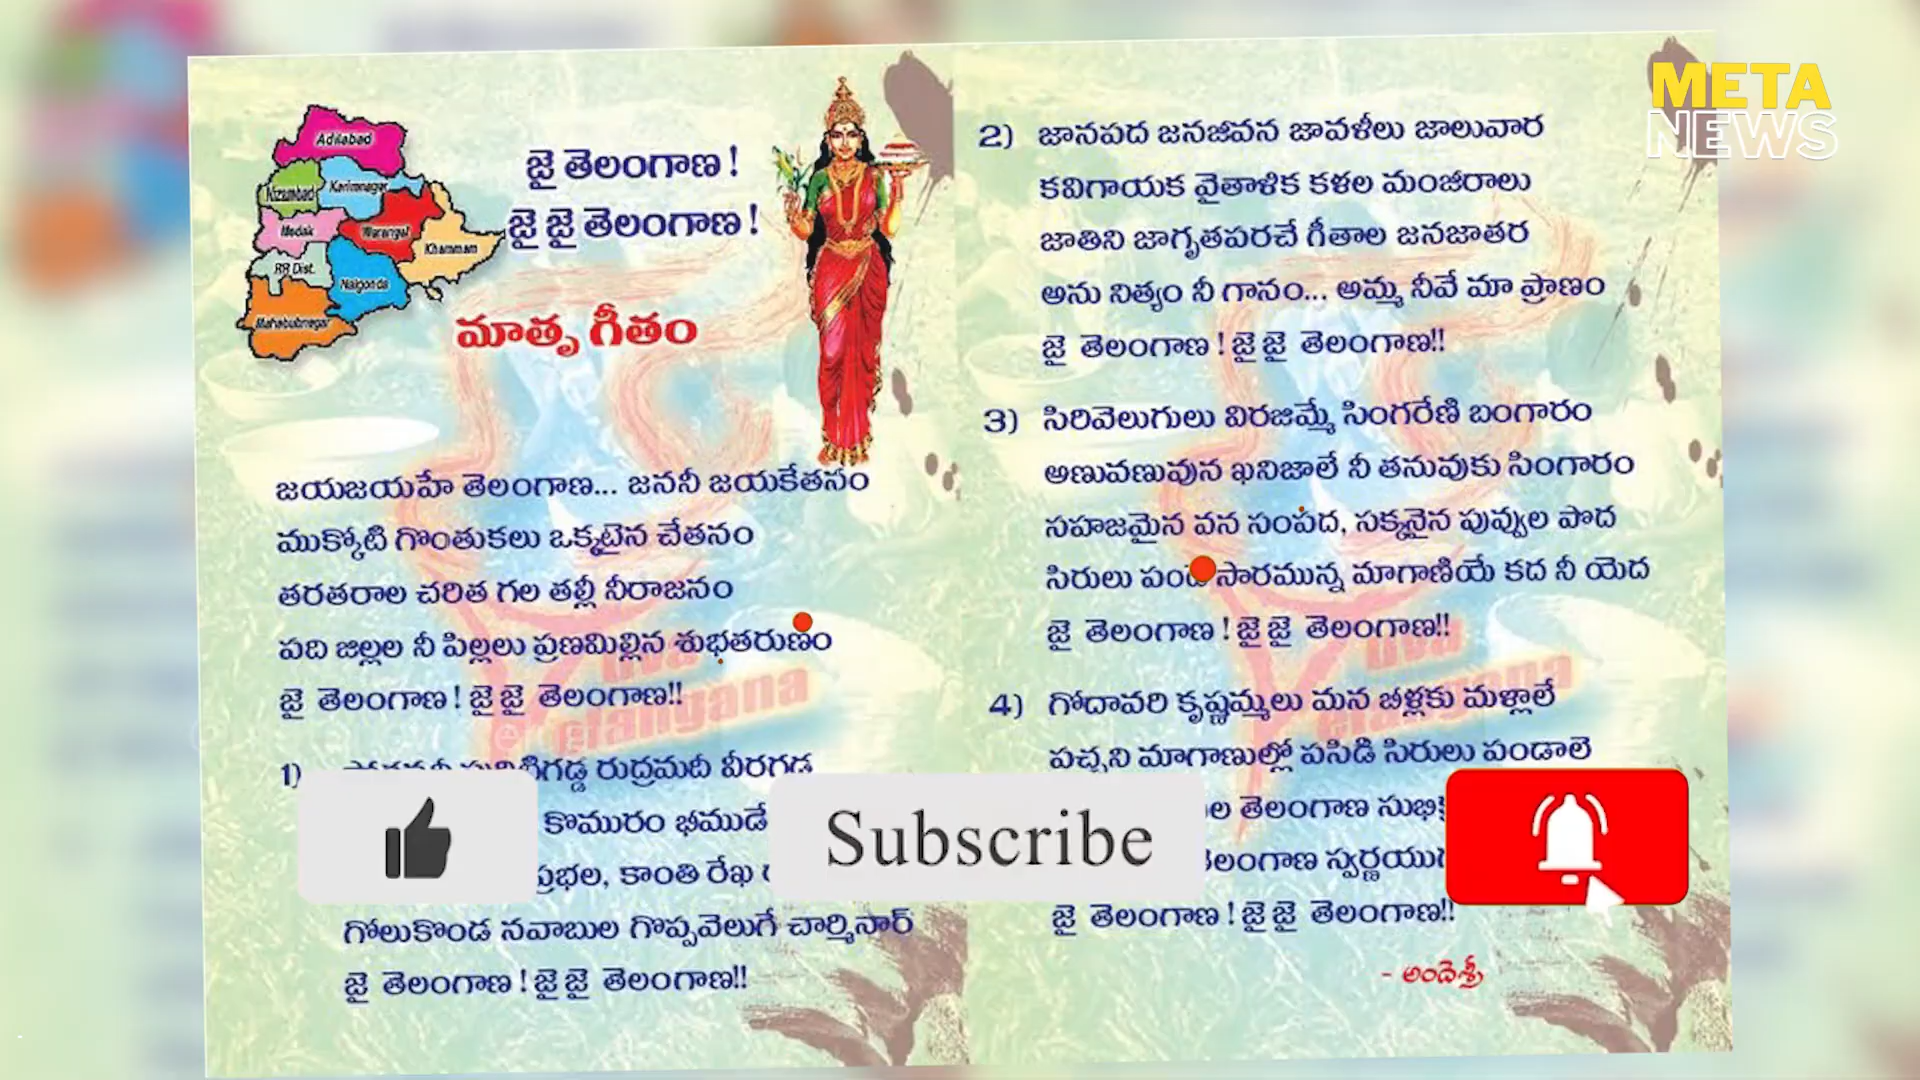 META
NEWS
Adilabad
Nizambad
Karimnagar
Medak
Warangal
Khammam
RR Dist.
Nalgonda
Mahabubnagar
జై తెలంగాణ !
జై జై తెలంగాణ !
మాతృ గీతం
జయజయహే తెలంగాణ... జననీ జయకేతనం
ముక్కోటి గొంతుకలు ఒక్కటైన చేతనం
తరతరాల చరిత గల తల్లీ నీరాజనం
పది జిల్లల నీ పిల్లలు ప్రణమిల్లిన శుభతరుణం
జై తెలంగాణ ! జై జై తెలంగాణ!!
1) రుద్రమదీ వీరగడ్డ
కొమురం భీముడే
ప్రభల, కాంతి రేఖ
గోలుకొండ నవాబుల గొప్పవెలుగే చార్మినార్
జై తెలంగాణ ! జై జై తెలంగాణ!!
2) జానపద జనజీవన జావళీలు జాలువార
కవిగాయక వైతాళిక కళల మంజీరాలు
జాతిని జాగృతపరచే గీతాల జనజాతర
అను నిత్యం నీ గానం... అమ్మ నీవే మా ప్రాణం
జై తెలంగాణ ! జై జై తెలంగాణ!!
3) సిరివెలుగులు విరజిమ్మే సింగరేణి బంగారం
అణువణువున ఖనిజాలే నీ తనువుకు సింగారం
సహజమైన వన సంపద, సక్కనైన పువ్వుల పొద
సిరులు పండే సారమున్న మాగాణియే కద నీ యెద
జై తెలంగాణ ! జై జై తెలంగాణ!!
4) గోదావరి కృష్ణమ్మలు మన బీళ్లకు మళ్లాలే
పచ్చని మాగాణుల్లో పసిడి సిరులు పండాలె
తెలంగాణ
తెలంగాణ
జై తెలంగాణ ! జై జై తెలంగాణ!!
- అందెశ్రీ
Subscribe